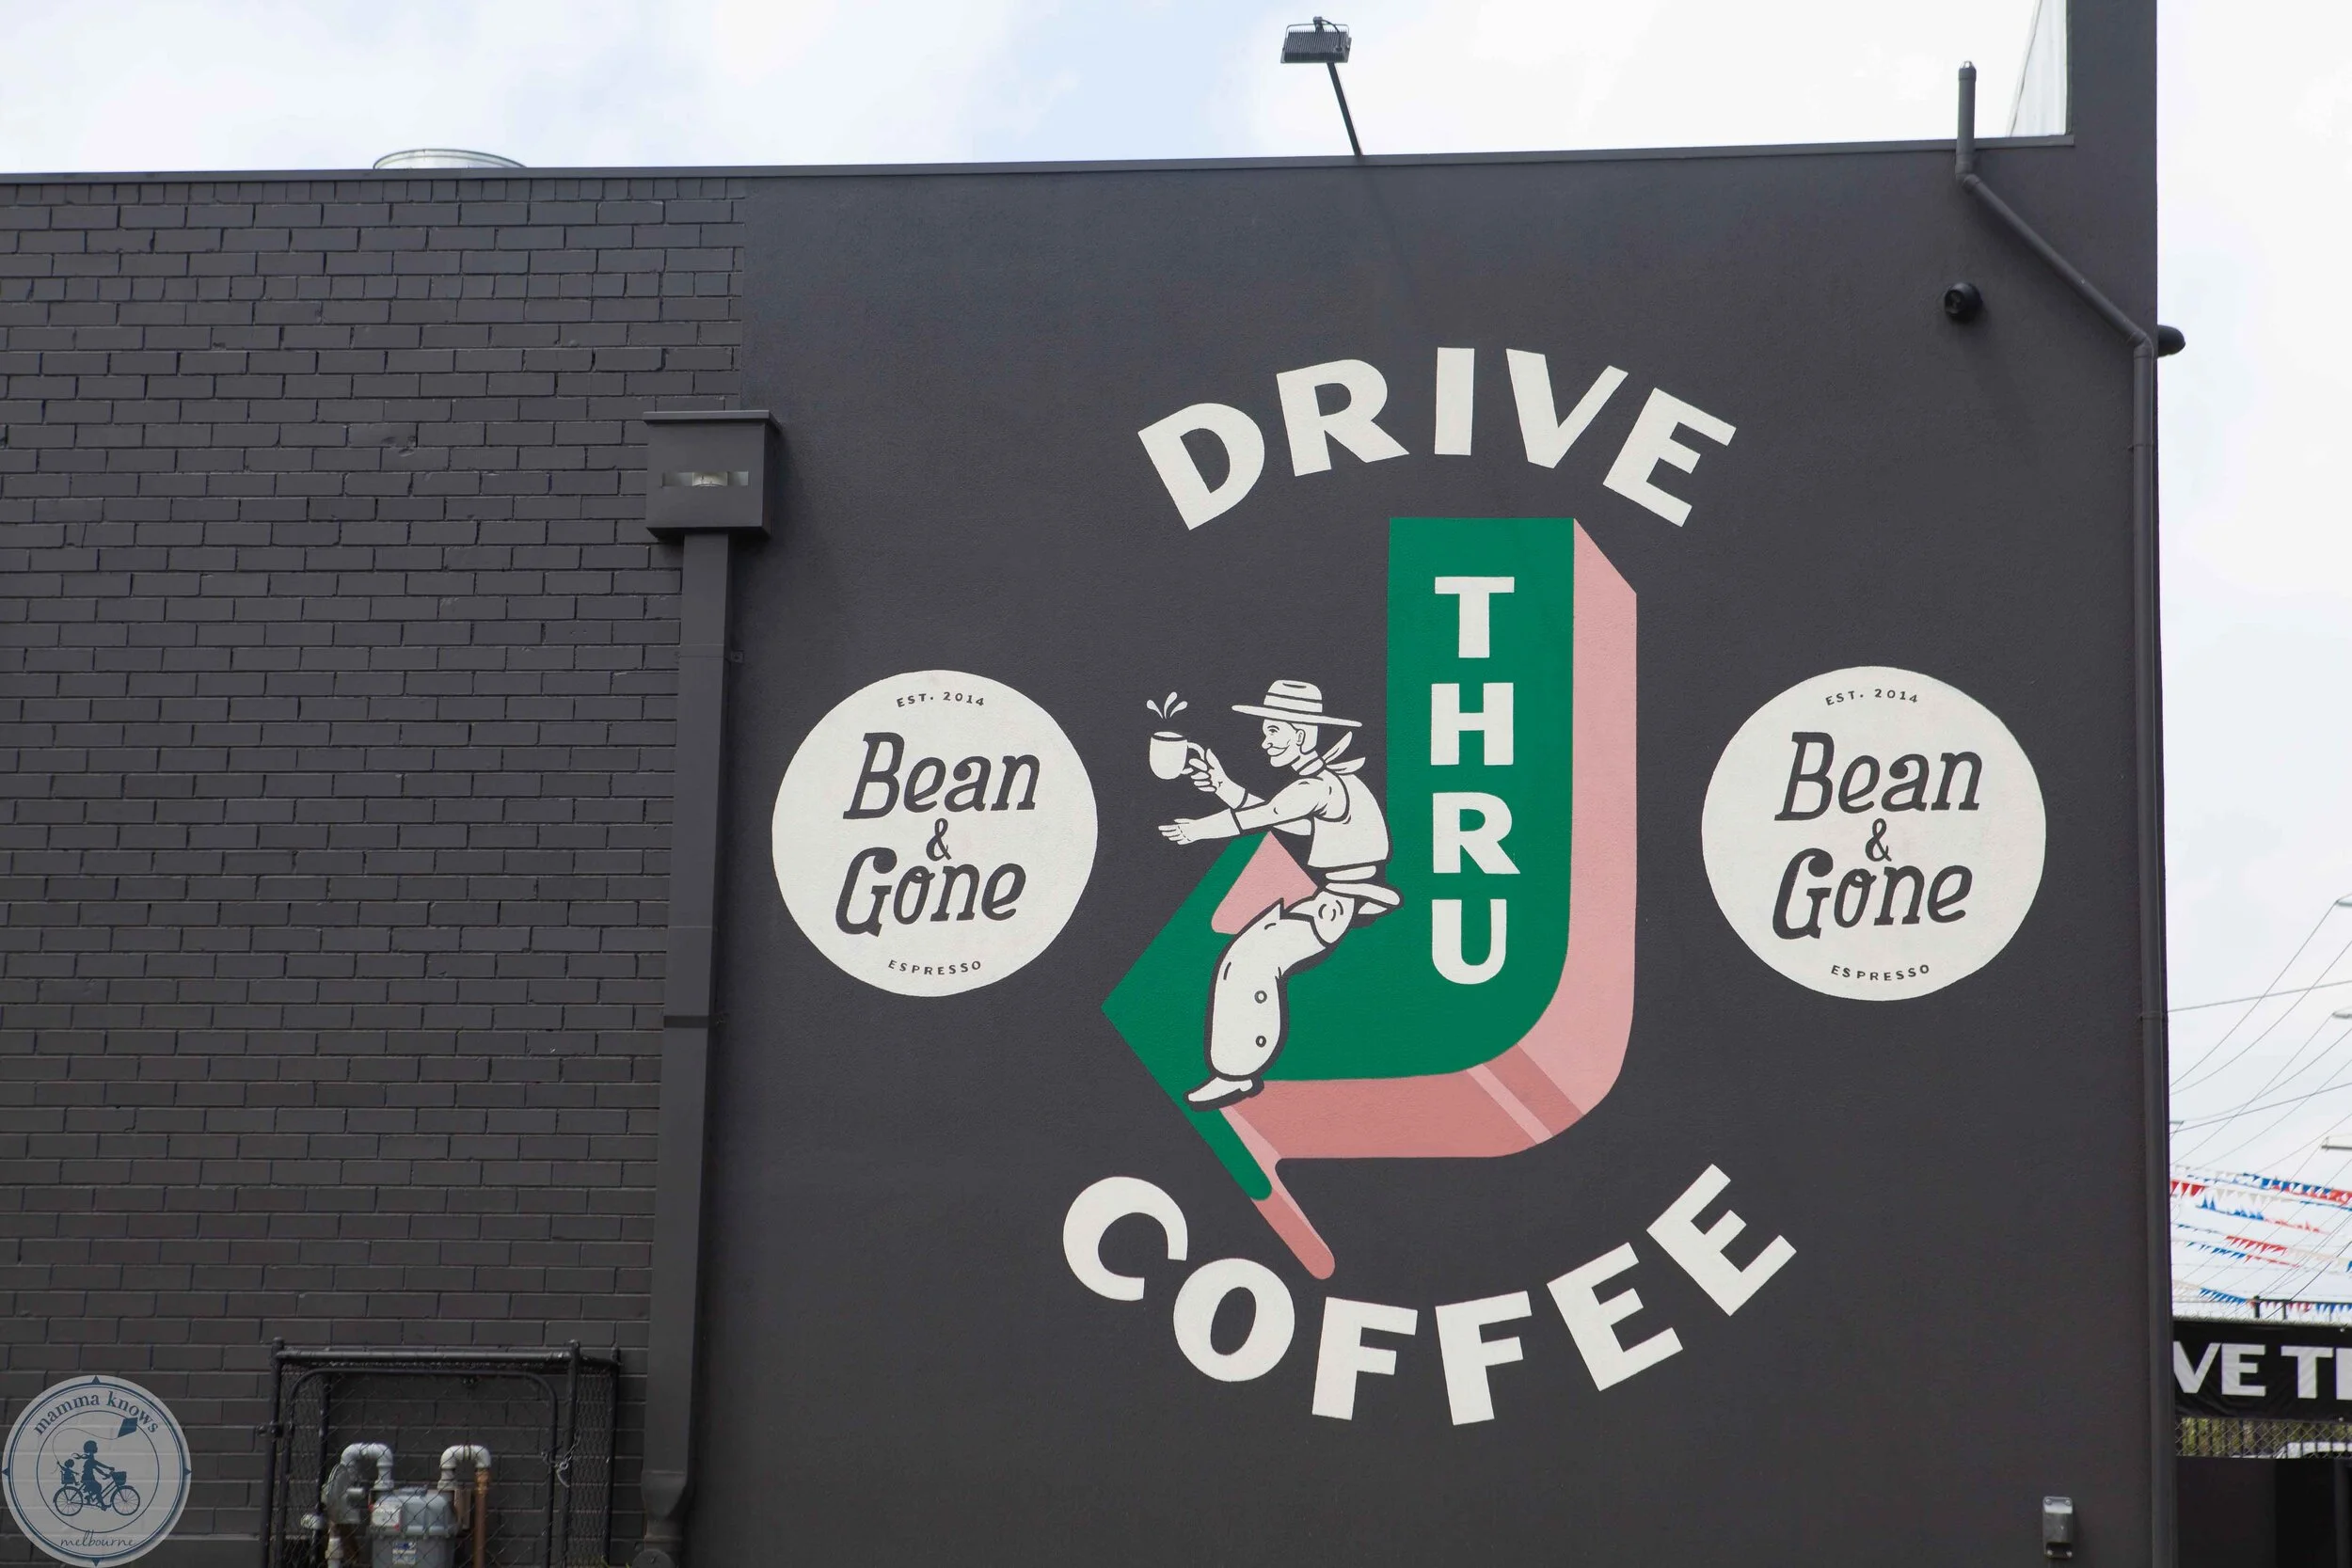 DRIVE
THRU
COFFEE
EST. 2014
Bean
&
Gone
ESPRESSO
EST. 2014
Bean
&
Gone
ESPRESSO
VE T
mamma knows
melbourne